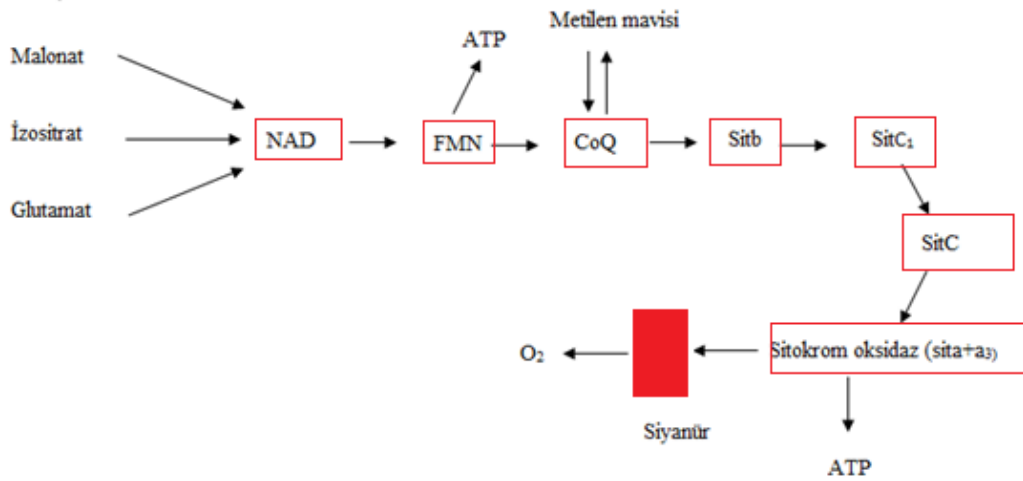 Metilen mavisi
ATP
Malonat
İzositrat
Glutamat
NAD
FMN
CoQ
Sitb
SitC₁
SitC
Sitokrom oksidaz (sita+a₃)
O₂
Siyanür
ATP